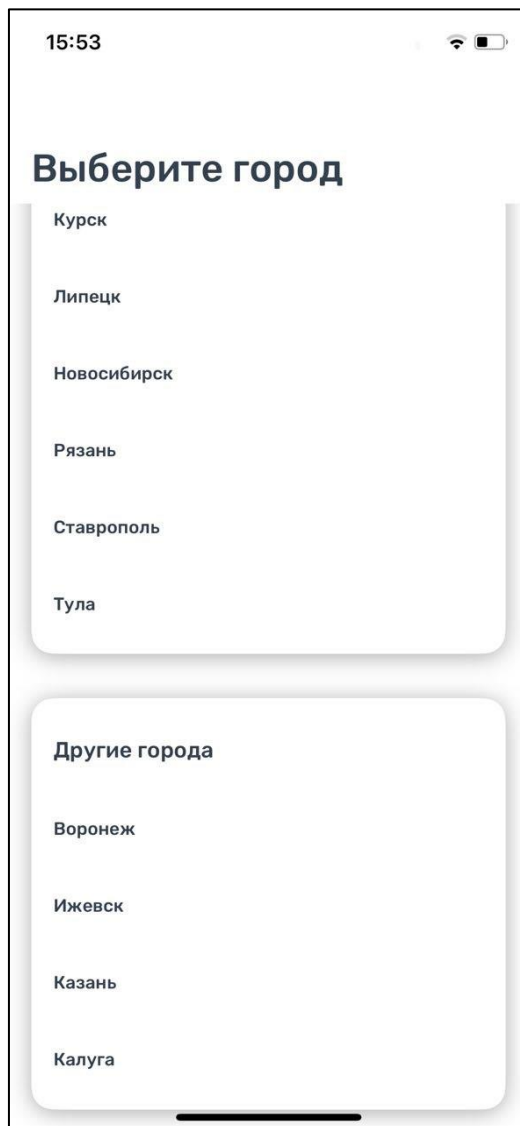 15:53
Выберите город
Курск
Липецк
Новосибирск
Рязань
Ставрополь
Тула
Другие города
Воронеж
Ижевск
Казань
Калуга